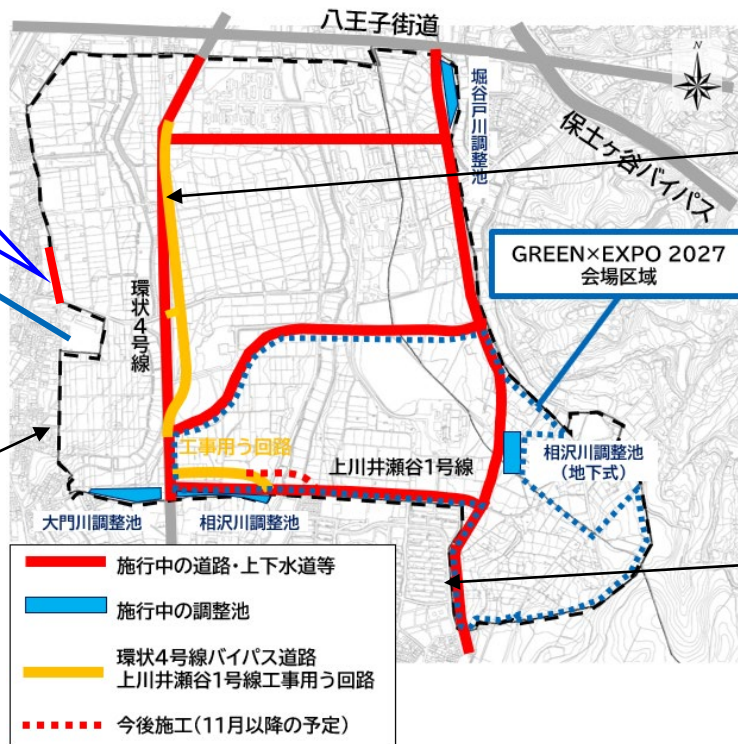 八王子街道
N
堀谷戸川調整池
保土ヶ谷バイパス
GREEN×EXPO 2027
会場区域
環状4号線
工事用う回路
上川井瀬谷1号線
相沢川調整池
(地下式)
大門川調整池
相沢川調整池
施行中の道路・上下水道等
施行中の調整池
環状4号線バイパス道路
上川井瀬谷1号線工事用う回路
今後施工(11月以降の予定)